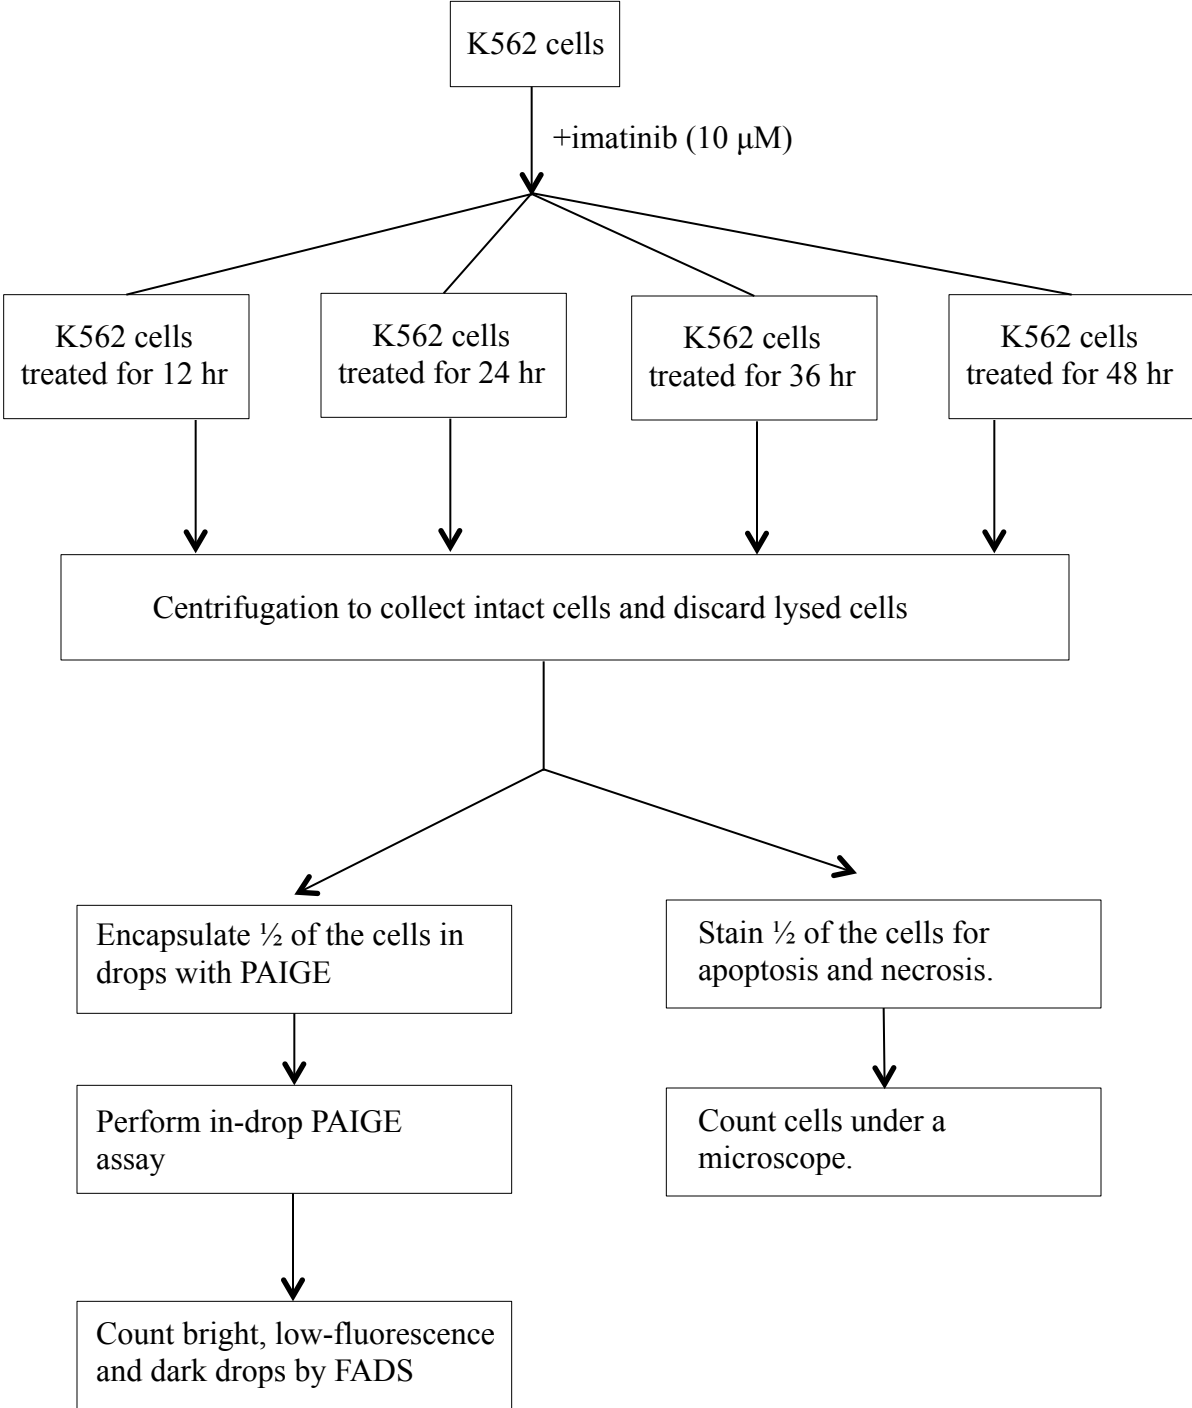 K562 cells
+imatinib (10 μM)
K562 cells
treated for 12 hr
K562 cells
treated for 24 hr
K562 cells
treated for 36 hr
K562 cells
treated for 48 hr
Centrifugation to collect intact cells and discard lysed cells
Encapsulate ½ of the cells in
drops with PAIGE
Stain ½ of the cells for
apoptosis and necrosis.
Perform in-drop PAIGE
assay
Count cells under a
microscope.
Count bright, low-fluorescence
and dark drops by FADS